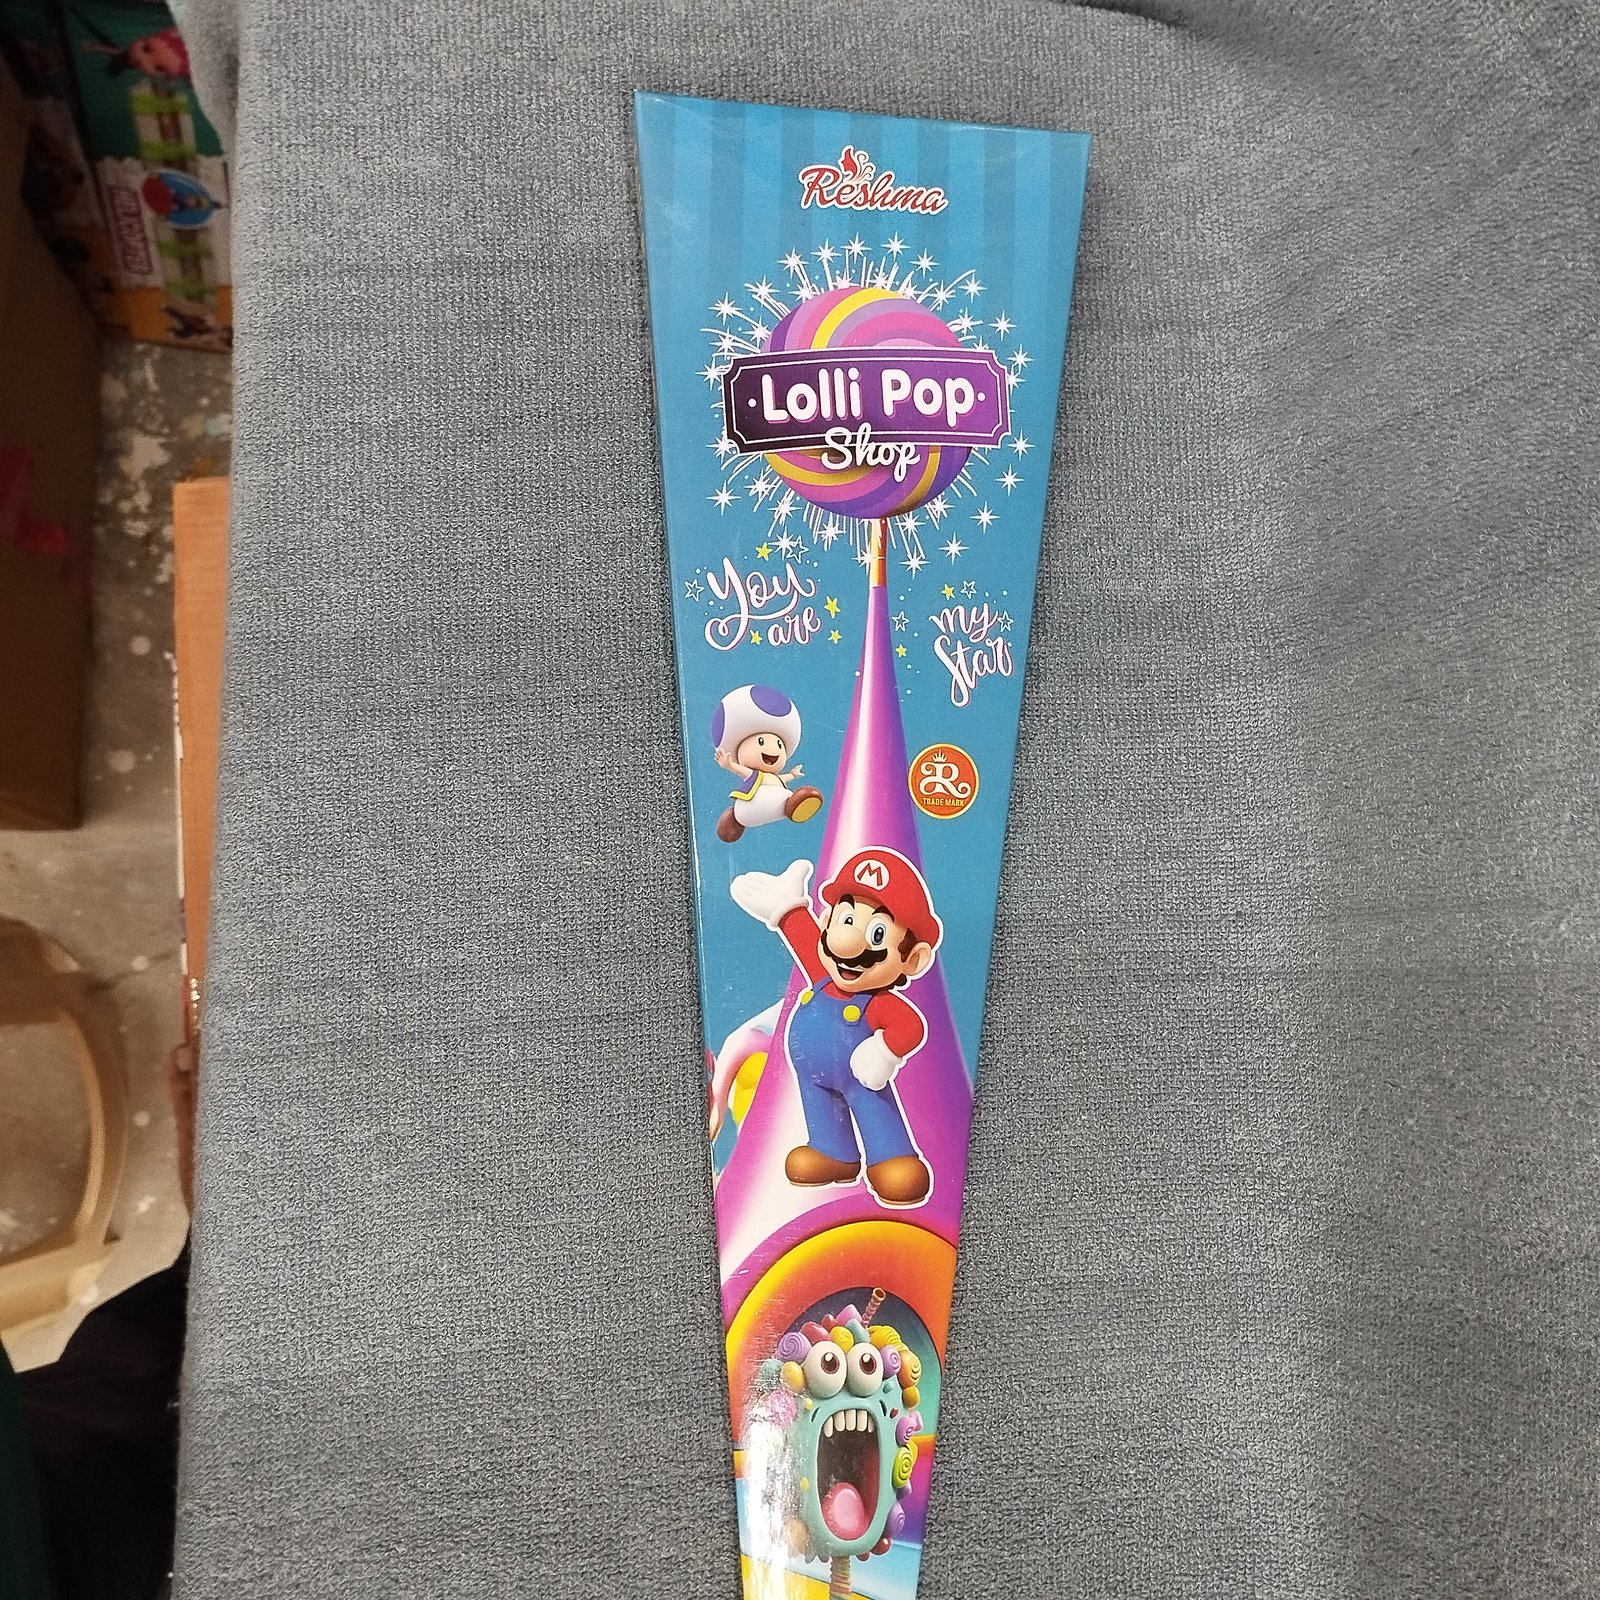 Reshma
Lolli Pop
Shop
You
are
my
Star
R
TRADE MARK
M